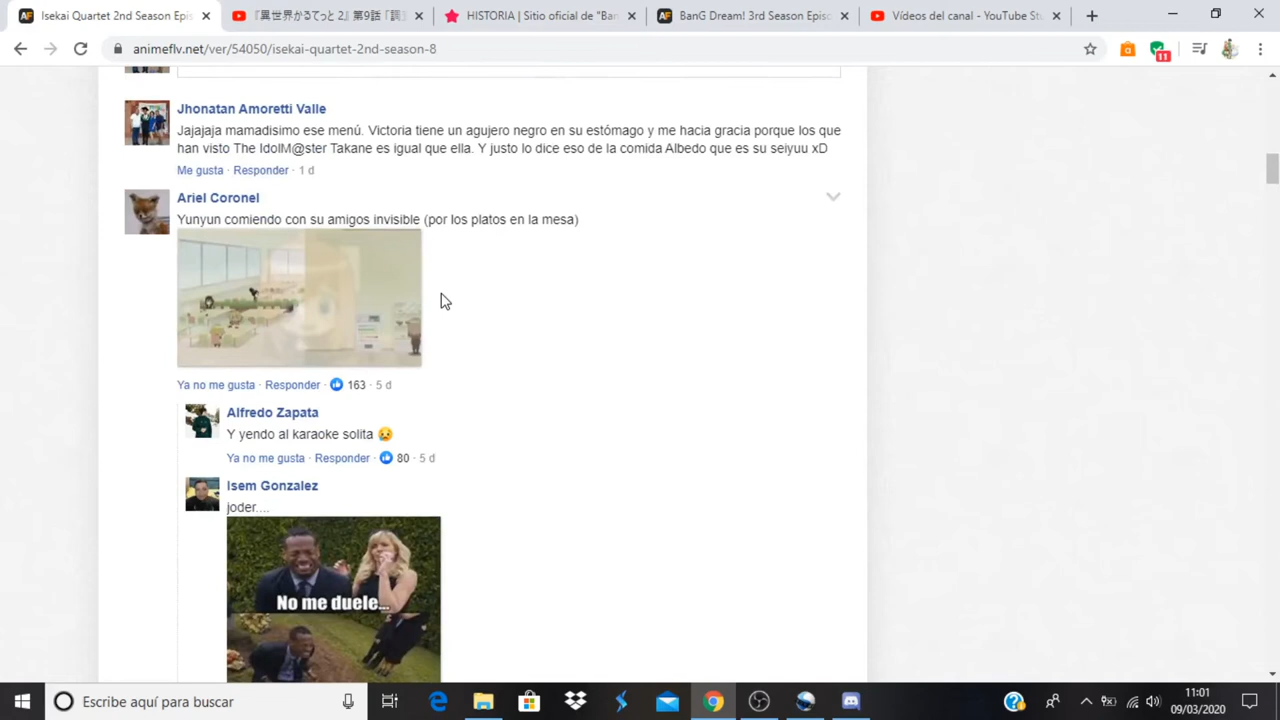 Isekai Quartet 2nd Season Epis
『異世界かるてっと 2』第9話「
HISTORIA | Sitio oficial de "Ban
BanG Dream! 3rd Season Episo
Vídeos del canal - YouTube Stu
animeflv.net/ver/54050/isekai-quartet-2nd-season-8
11
Jhonatan Amoretti Valle
Jajajaja mamadisimo ese menú. Victoria tiene un agujero negro en su estómago y me hacia gracia porque los que
han visto The IdolM@ster Takane es igual que ella. Y justo lo dice eso de la comida Albedo que es su seiyuu xD
Me gusta · Responder · 1 d
Ariel Coronel
Yunyun comiendo con su amigos invisible (por los platos en la mesa)
Ya no me gusta · Responder · 163 · 5 d
Alfredo Zapata
Y yendo al karaoke solita 😥
Ya no me gusta · Responder · 80 · 5 d
Isem Gonzalez
joder....
No me duele...
Escribe aquí para buscar
11:01
09/03/2020